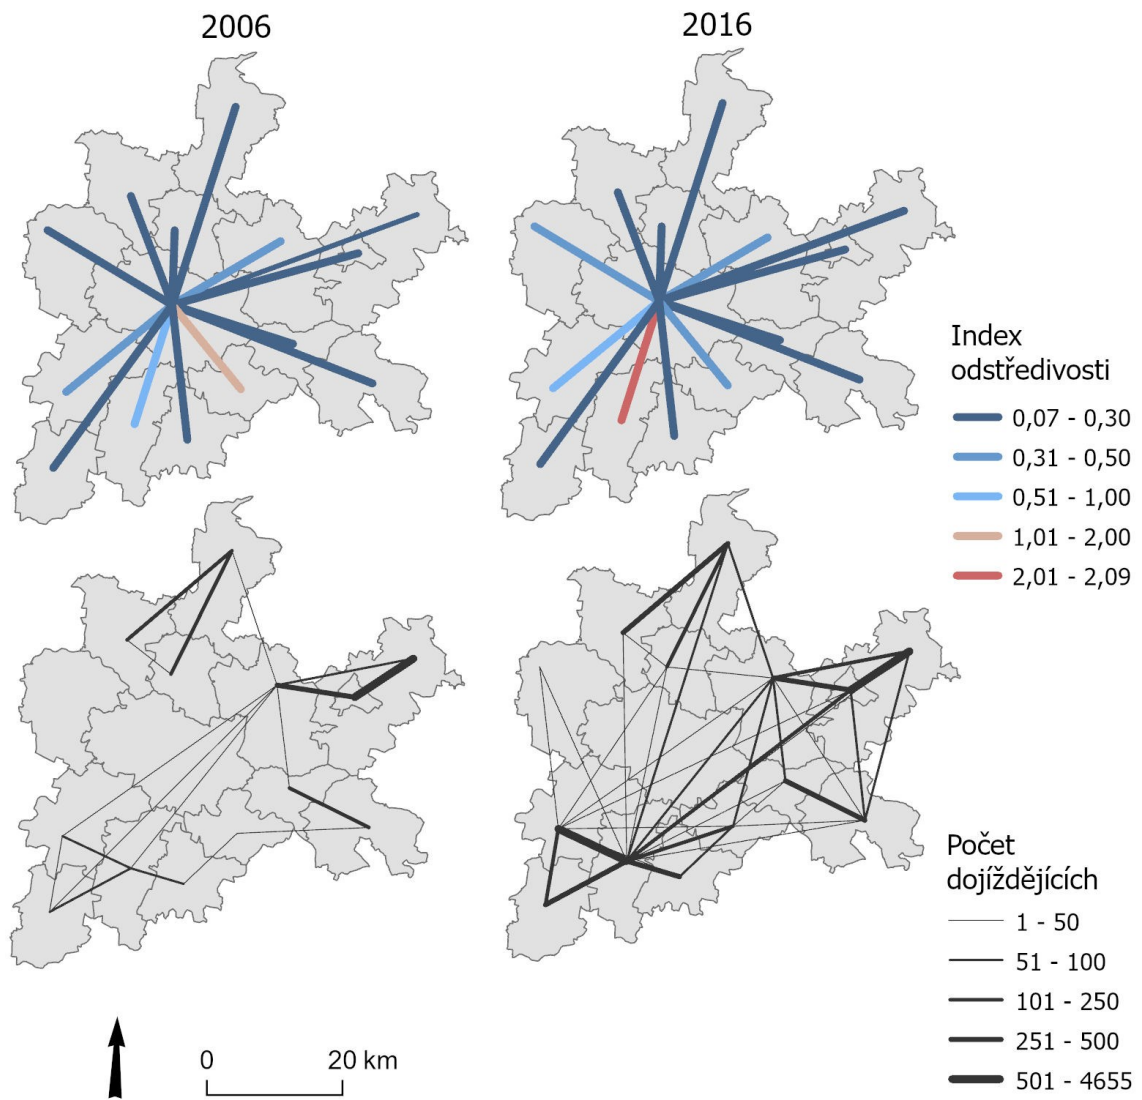 2006
2016
Index
odstředivosti
0,07 - 0,30
0,31 - 0,50
0,51 - 1,00
1,01 - 2,00
2,01 - 2,09
Počet
dojíždějících
1 - 50
51 - 100
101 - 250
251 - 500
501 - 4655
0 20 km